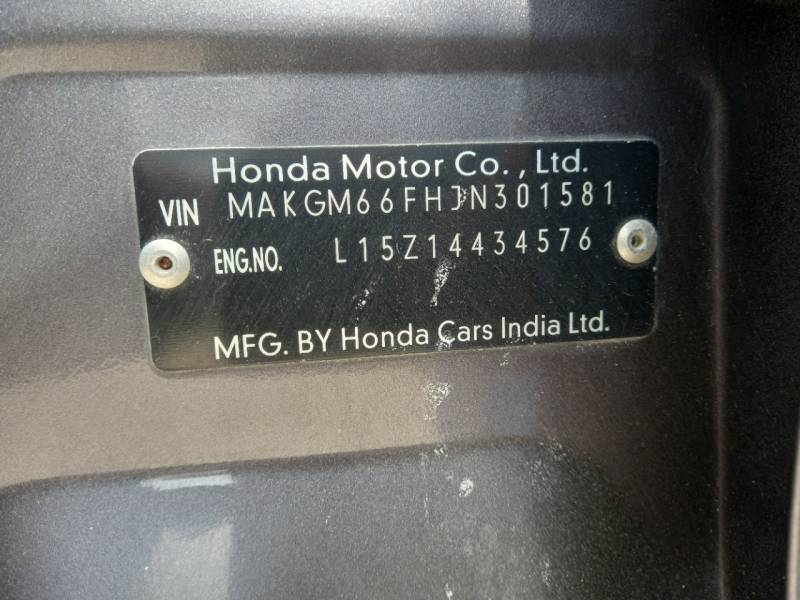 Honda Motor Co., Ltd.
VIN MAKGM66FHJN301581
ENG.NO. L15Z14434576
MFG. BY Honda Cars India Ltd.